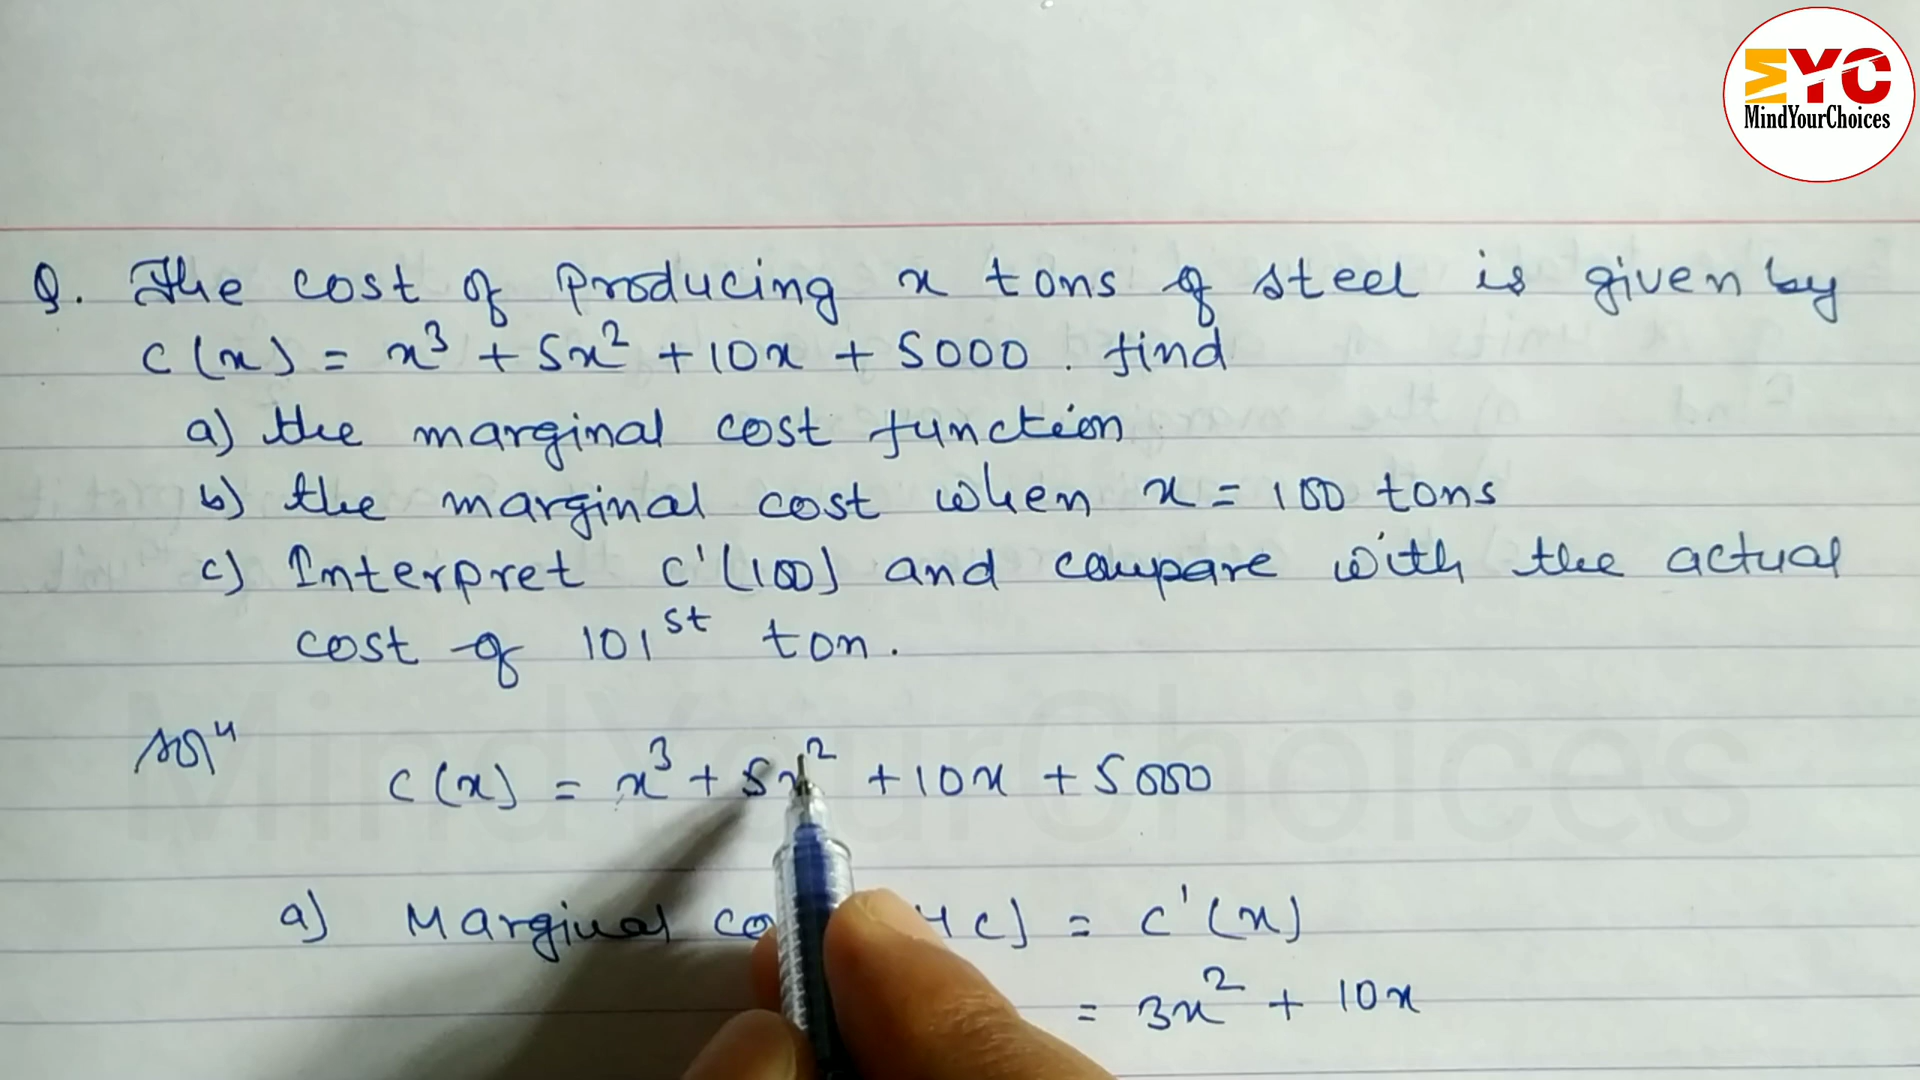 MYC
MindYourChoices
Q. The cost of producing x tons of steel is given by
C(x) = x³ + 5x² + 10x + 5000. find
a) the marginal cost function
b) the marginal cost when x = 100 tons
c) Interpret C'(100) and compare with the actual
cost of 101st ton.
MindYourChoices
C(x) = x³ + 5x² + 10x + 5000
a) Marginal C) = C'(x)
= 3x² + 10x